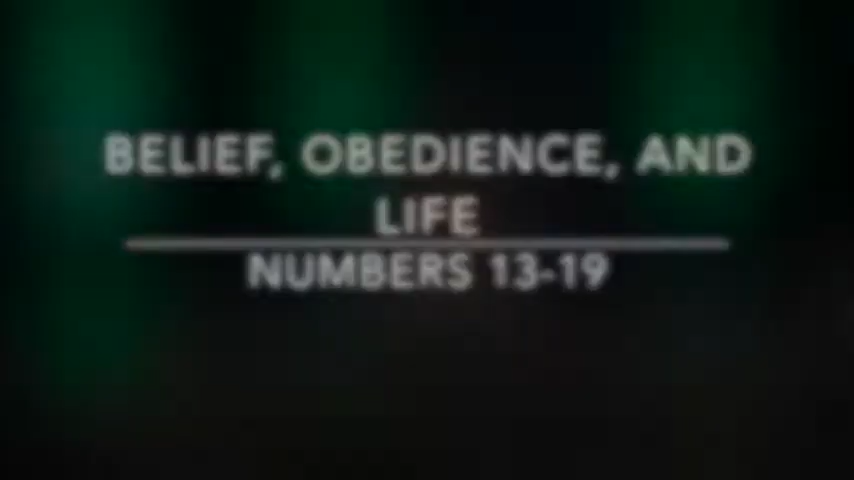 BELIEF, OBEDIENCE, AND
LIFE
NUMBERS 13-19